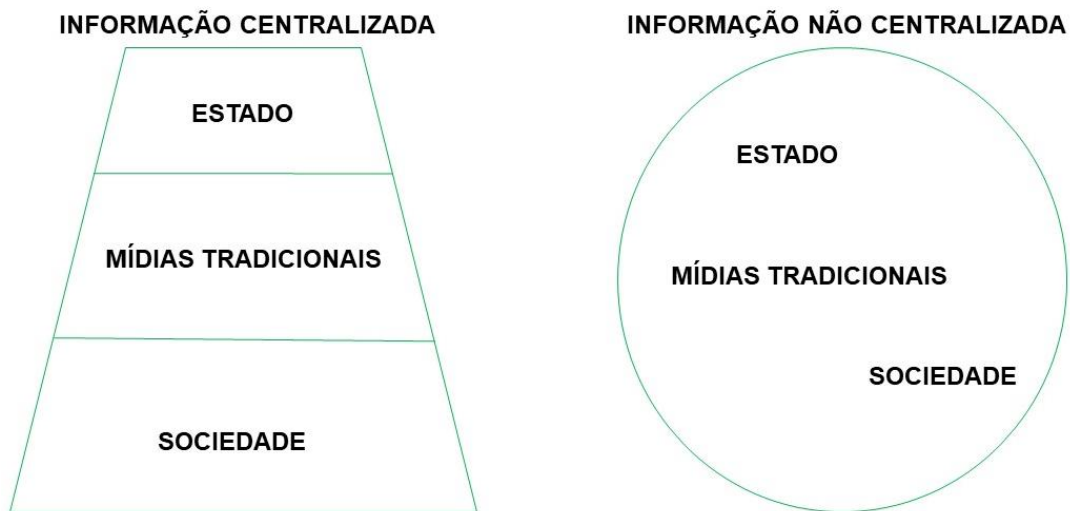 INFORMAÇÃO CENTRALIZADA
ESTADO
MÍDIAS TRADICIONAIS
SOCIEDADE
INFORMAÇÃO NÃO CENTRALIZADA
ESTADO
MÍDIAS TRADICIONAIS
SOCIEDADE